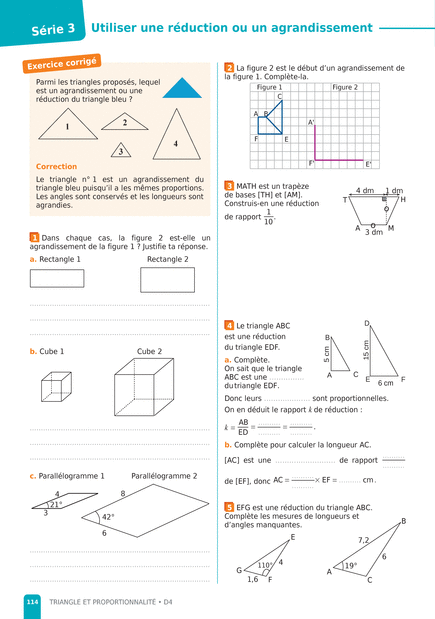 Série 3
Utiliser une réduction ou un agrandissement
Exercice corrigé
Parmi les triangles proposés, lequel
est un agrandissement ou une
réduction du triangle bleu ?
1
2
3
4
Correction
Le triangle n° 1 est un agrandissement du
triangle bleu puisqu'il a les mêmes proportions.
Les angles sont conservés et les longueurs sont
agrandies.
1 Dans chaque cas, la figure 2 est-elle un
agrandissement de la figure 1 ? Justifie ta réponse.
a. Rectangle 1
Rectangle 2
b. Cube 1
Cube 2
c. Parallélogramme 1
Parallélogramme 2
4
21°
3
8
42°
6
2 La figure 2 est le début d'un agrandissement de
la figure 1. Complète-la.
Figure 1
Figure 2
C
A
B
A'
F
E
F'
E'
3 MATH est un trapèze
de bases [TH] et [AM].
Construis-en une réduction
de rapport 1/10.
4 dm
1 dm
T
H
A
M
3 dm
4 Le triangle ABC
est une réduction
du triangle EDF.
a. Complète.
On sait que le triangle
ABC est une ...............
du triangle EDF.
D
B
5 cm
15 cm
A
C
E
F
6 cm
Donc leurs ............... sont proportionnelles.
On en déduit le rapport k de réduction :
k = AB/ED = ........./......... = ........./......... .
b. Complète pour calculer la longueur AC.
[AC] est une .................... de rapport ........./.........
de [EF], donc AC = ........./......... × EF = ......... cm.
5 EFG est une réduction du triangle ABC.
Complète les mesures de longueurs et
d'angles manquantes.
B
E
7,2
110°
4
6
G
1,6
F
A
19°
C
114
TRIANGLE ET PROPORTIONNALITÉ • D4